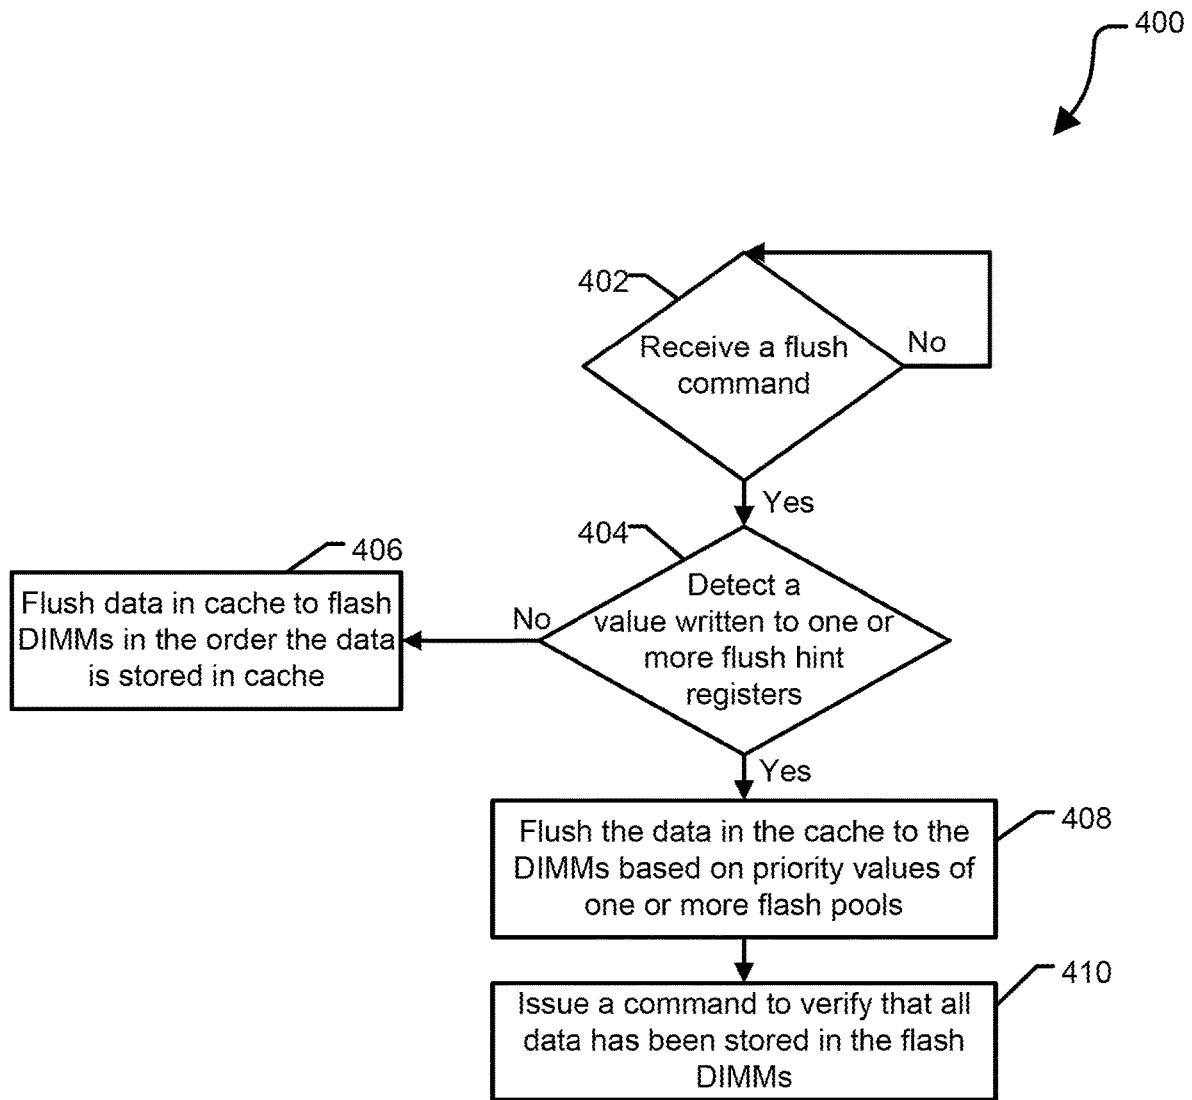 400
402
Receive a flush
command
No
Yes
404
Detect a
value written to one or
more flush hint
registers
No
406
Flush data in cache to flash
DIMMs in the order the data
is stored in cache
Yes
408
Flush the data in the cache to the
DIMMs based on priority values of
one or more flash pools
410
Issue a command to verify that all
data has been stored in the flash
DIMMs